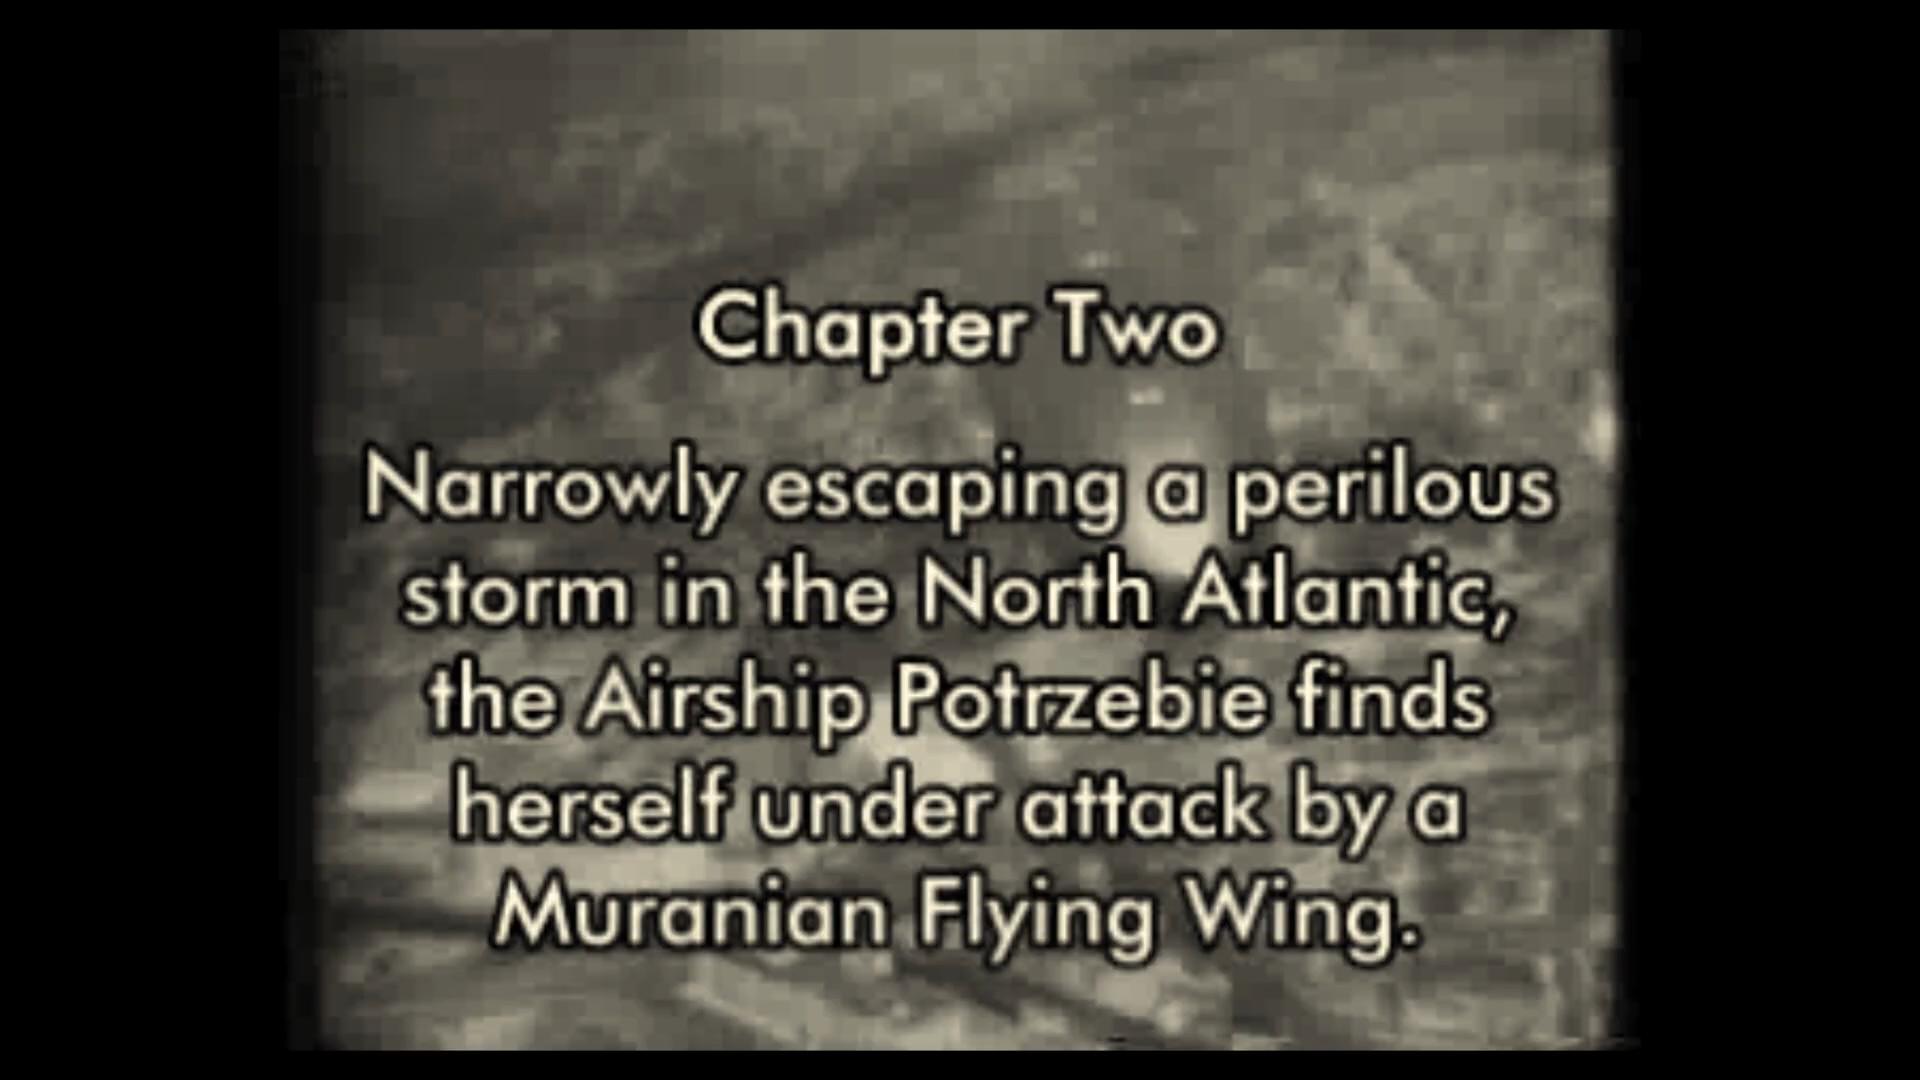 Chapter Two
Narrowly escaping a perilous
storm in the North Atlantic,
the Airship Potrzebie finds
herself under attack by a
Muranian Flying Wing.